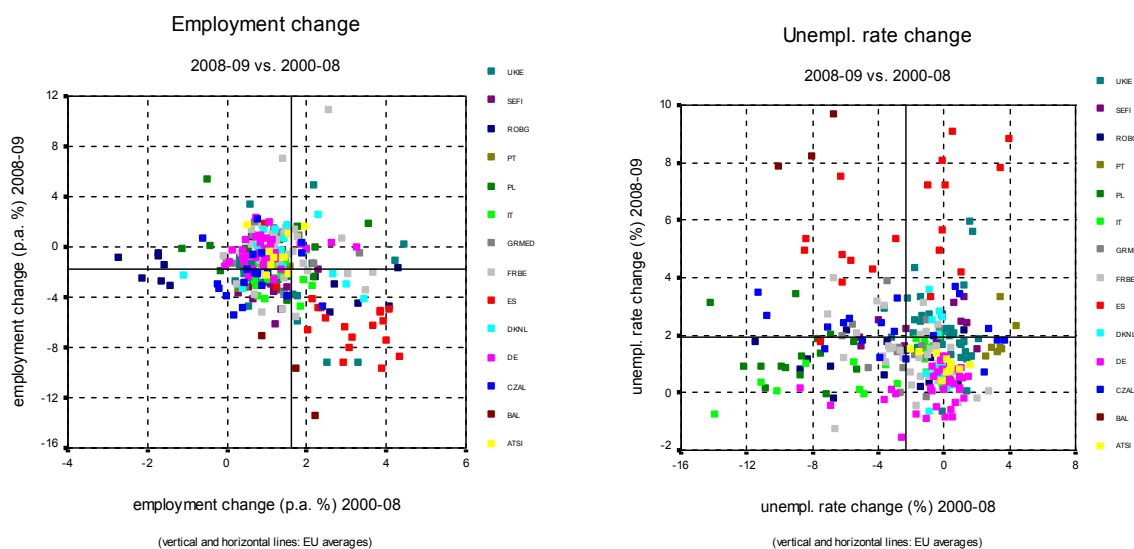 Employment change
2008-09 vs. 2000-08
employment change (p.a. %) 2008-09
12
8
4
0
-4
-8
-12
-16
-4
-2
0
2
4
6
employment change (p.a. %) 2000-08
(vertical and horizontal lines: EU averages)
UKIE
SEFI
ROBG
PT
PL
IT
GRMED
FRBE
ES
DKNL
DE
CZAL
BAL
ATSI
Unempl. rate change
2008-09 vs. 2000-08
unempl. rate change (%) 2008-09
10
8
6
4
2
0
-2
-16
-12
-8
-4
0
4
8
unempl. rate change (%) 2000-08
(vertical and horizontal lines: EU averages)
UKIE
SEFI
ROBG
PT
PL
IT
GRME
FRBE
ES
DKNL
DE
CZAL
BAL
ATSI